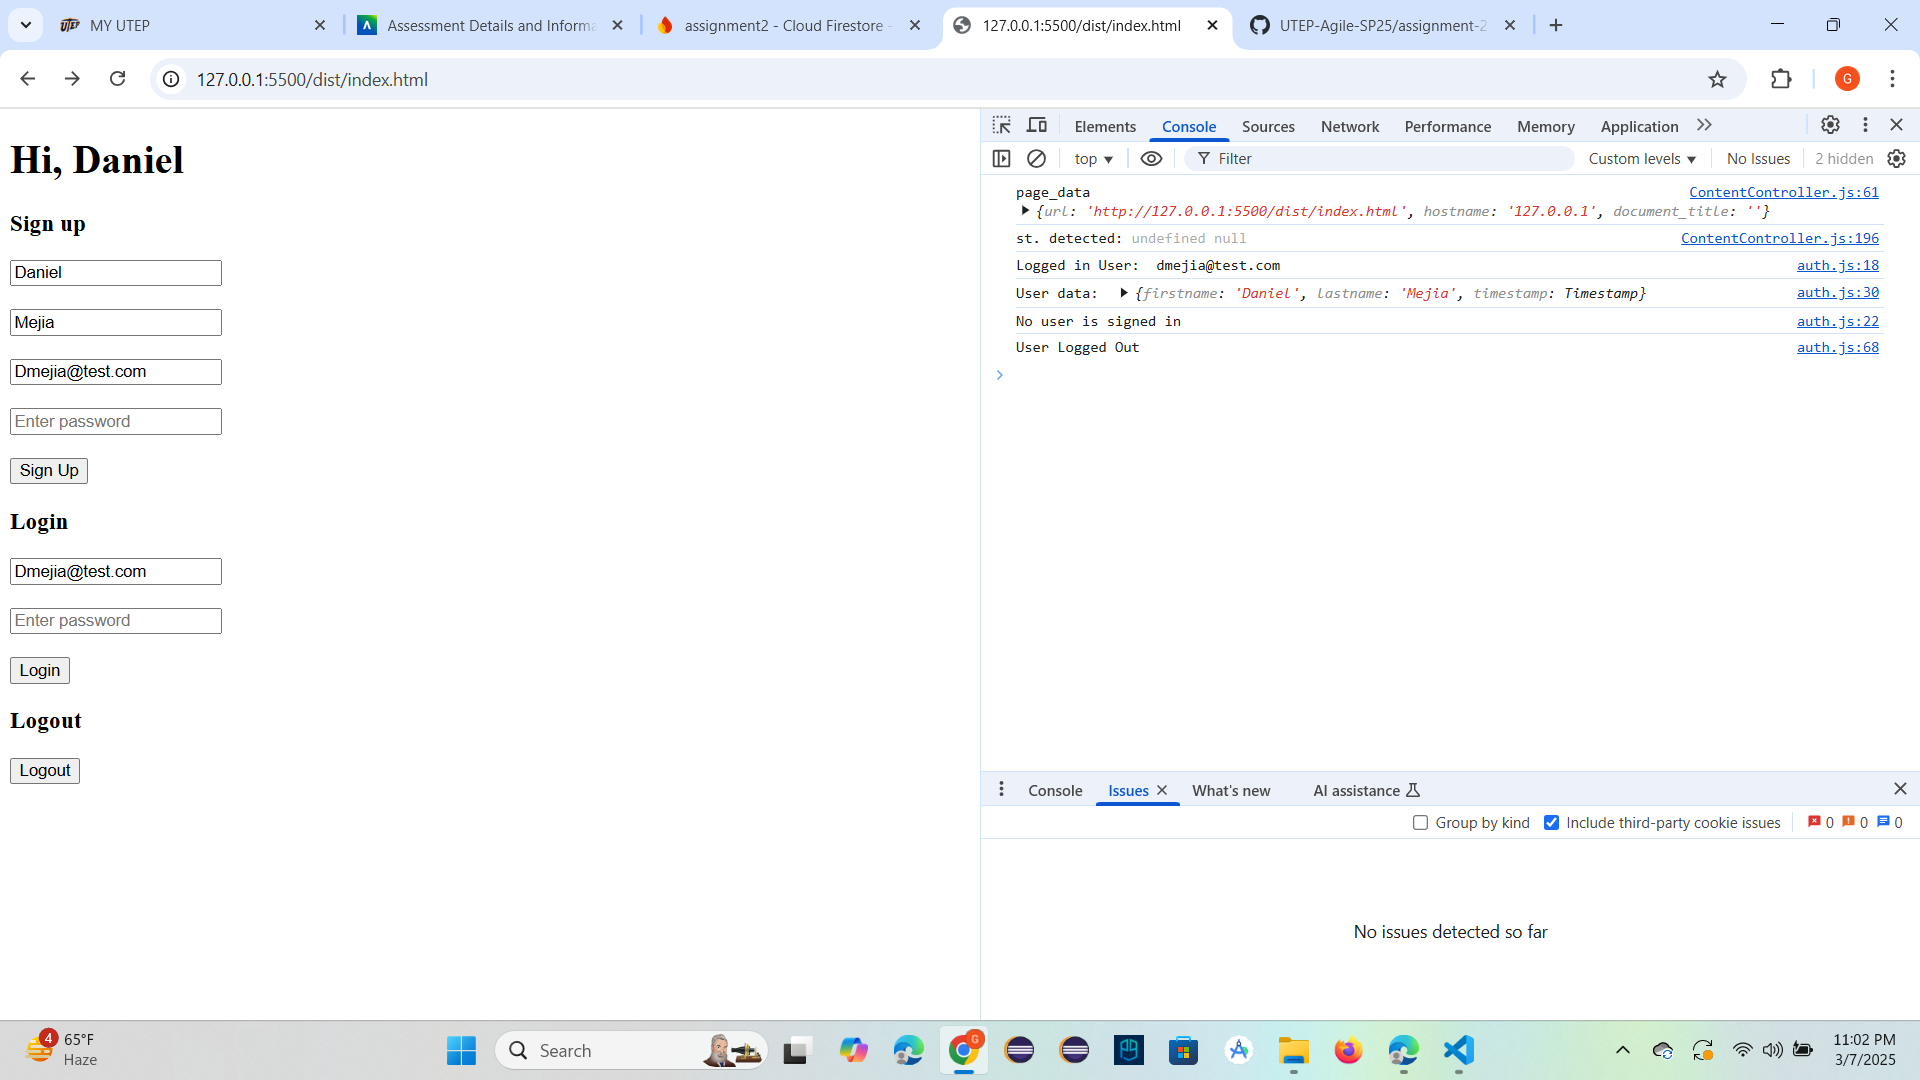 MY UTEP
Assessment Details and Informa
assignment2 - Cloud Firestore -
127.0.0.1:5500/dist/index.html
UTEP-Agile-SP25/assignment-2
127.0.0.1:5500/dist/index.html
G
Hi, Daniel
Sign up
Daniel
Mejia
Dmejia@test.com
Enter password
Sign Up
Login
Dmejia@test.com
Enter password
Login
Logout
Logout
Elements Console Sources Network Performance Memory Application
top Filter Custom levels No Issues 2 hidden
page_data ContentController.js:61
{url: 'http://127.0.0.1:5500/dist/index.html', hostname: '127.0.0.1', document_title: ''}
st. detected: undefined null ContentController.js:196
Logged in User:  dmejia@test.com auth.js:18
User data:  {firstname: 'Daniel', lastname: 'Mejia', timestamp: Timestamp} auth.js:30
No user is signed in auth.js:22
User Logged Out auth.js:68
Console Issues What's new AI assistance
Group by kind Include third-party cookie issues 0 0 0
No issues detected so far
4 65°F
Haze
Search
G
11:02 PM
3/7/2025